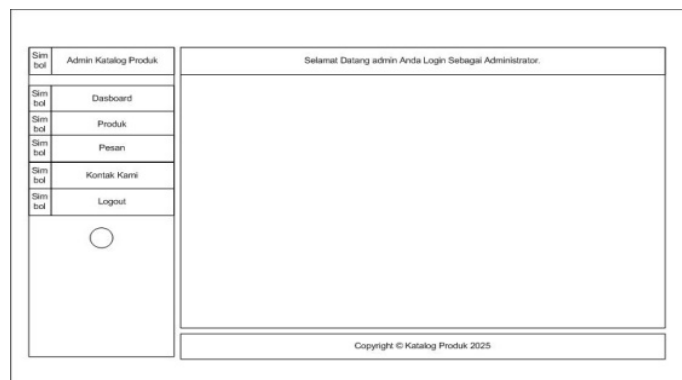 Sim
bol
Admin Katalog Produk
Selamat Datang admin Anda Login Sebagai Administrator.
Sim
bol
Dasboard
Sim
bol
Produk
Sim
bol
Pesan
Sim
bol
Kontak Kami
Sim
bol
Logout
Copyright © Katalog Produk 2025